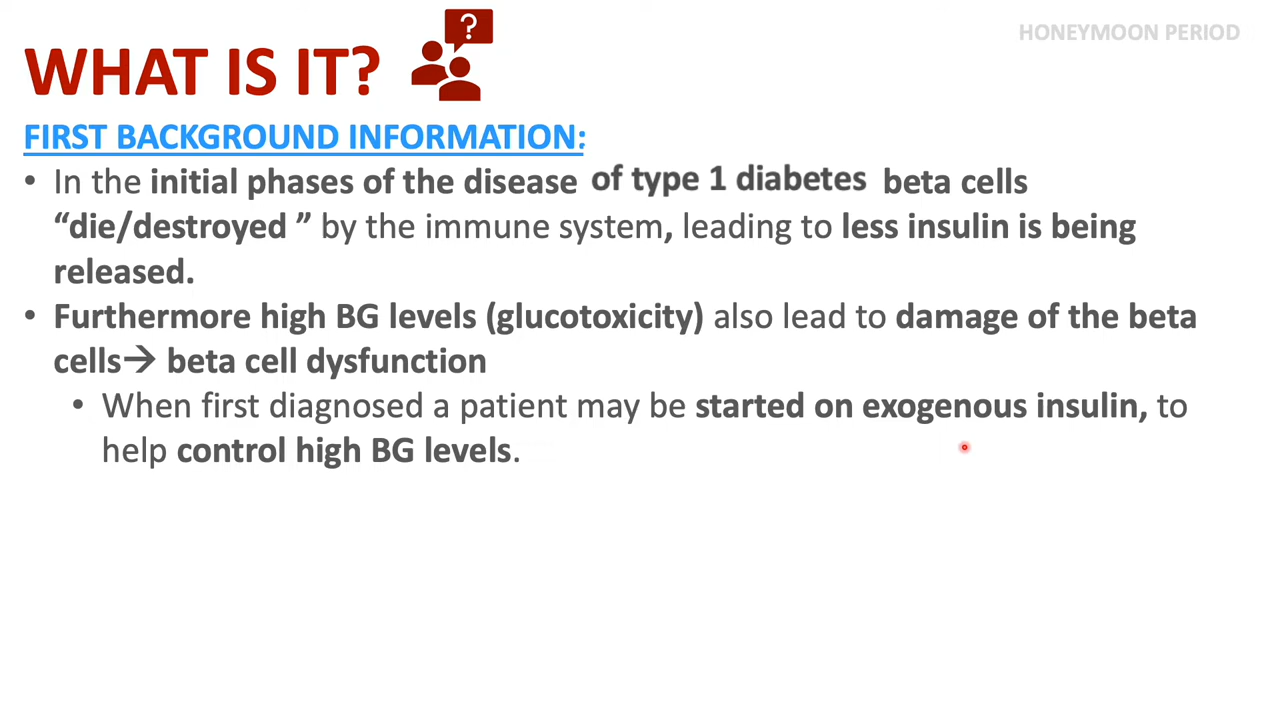 HONEYMOON PERIOD
WHAT IS IT?
?
FIRST BACKGROUND INFORMATION:
• In the initial phases of the disease of type 1 diabetes beta cells
“die/destroyed ” by the immune system, leading to less insulin is being
released.
• Furthermore high BG levels (glucotoxicity) also lead to damage of the beta
cells→ beta cell dysfunction
• When first diagnosed a patient may be started on exogenous insulin, to
help control high BG levels.